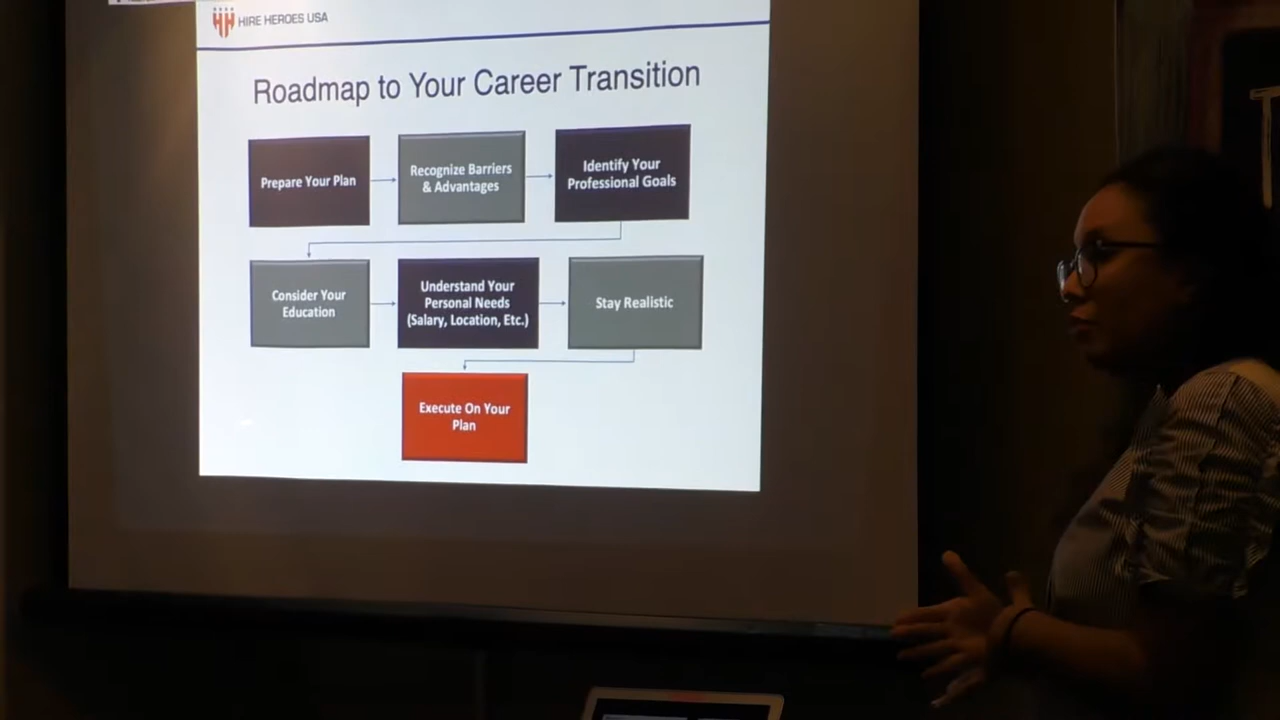 HIRE HEROES USA
Roadmap to Your Career Transition
Prepare Your Plan
Recognize Barriers
& Advantages
Identify Your
Professional Goals
Consider Your
Education
Understand Your
Personal Needs
(Salary, Location, Etc.)
Stay Realistic
Execute On Your
Plan